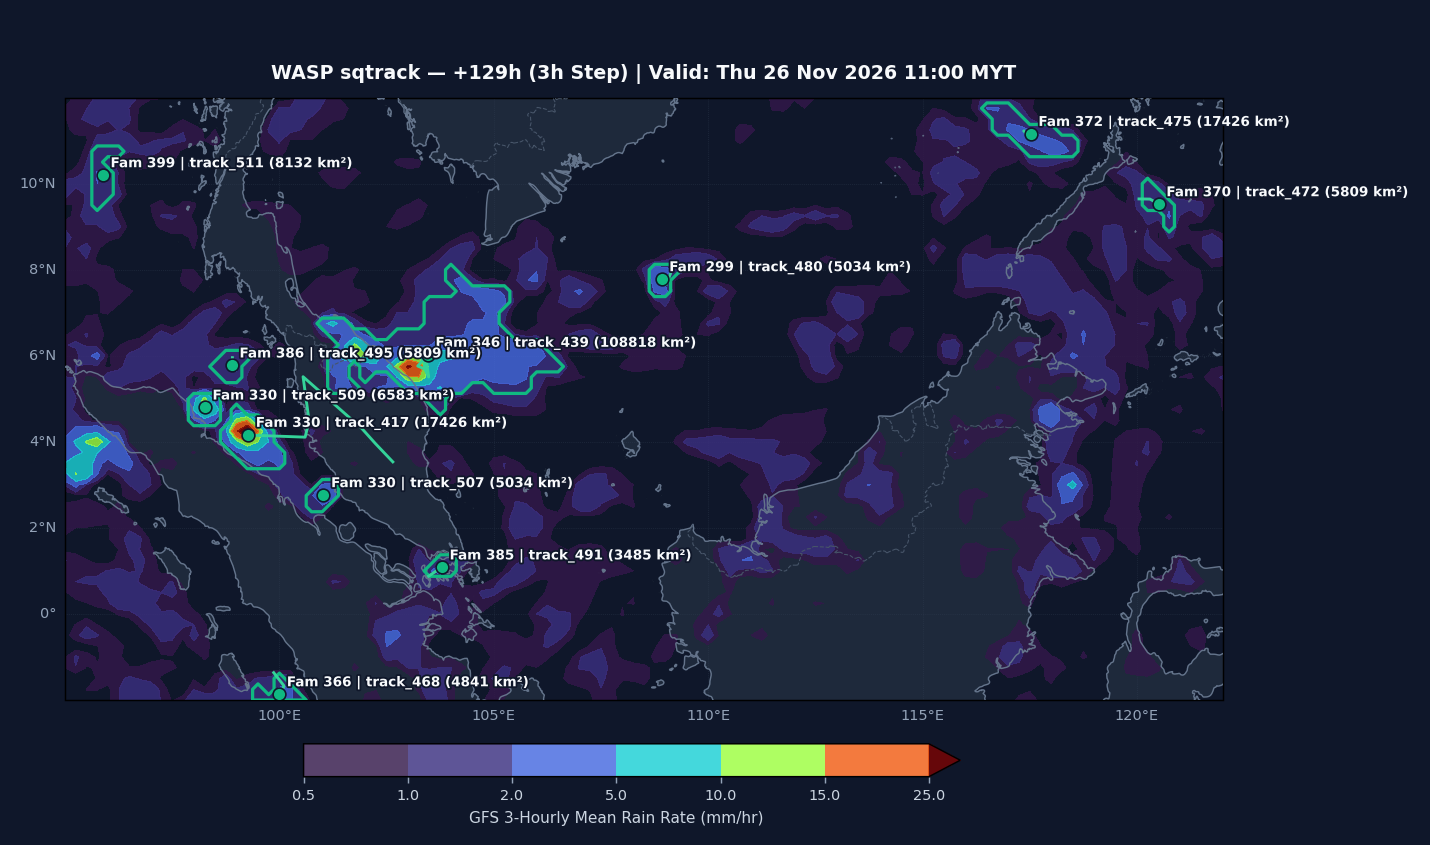 WASP sqtrack — +129h (3h Step) | Valid: Thu 26 Nov 2026 11:00 MYT
Fam 372 | track_475 (17426 km²)
Fam 399 | track_511 (8132 km²)
10°N
Fam 370 | track_472 (5809 km²)
8°N
Fam 299 | track_480 (5034 km²)
Fam 346 | track_439 (108818 km²)
6°N
Fam 386 | track_495 (5809 km²)
Fam 330 | track_509 (6583 km²)
4°N
Fam 330 | track_417 (17426 km²)
Fam 330 | track_507 (5034 km²)
2°N
Fam 385 | track_491 (3485 km²)
0°
Fam 366 | track_468 (4841 km²)
100°E 105°E 110°E 115°E 120°E
0.5 1.0 2.0 5.0 10.0 15.0 25.0
GFS 3-Hourly Mean Rain Rate (mm/hr)